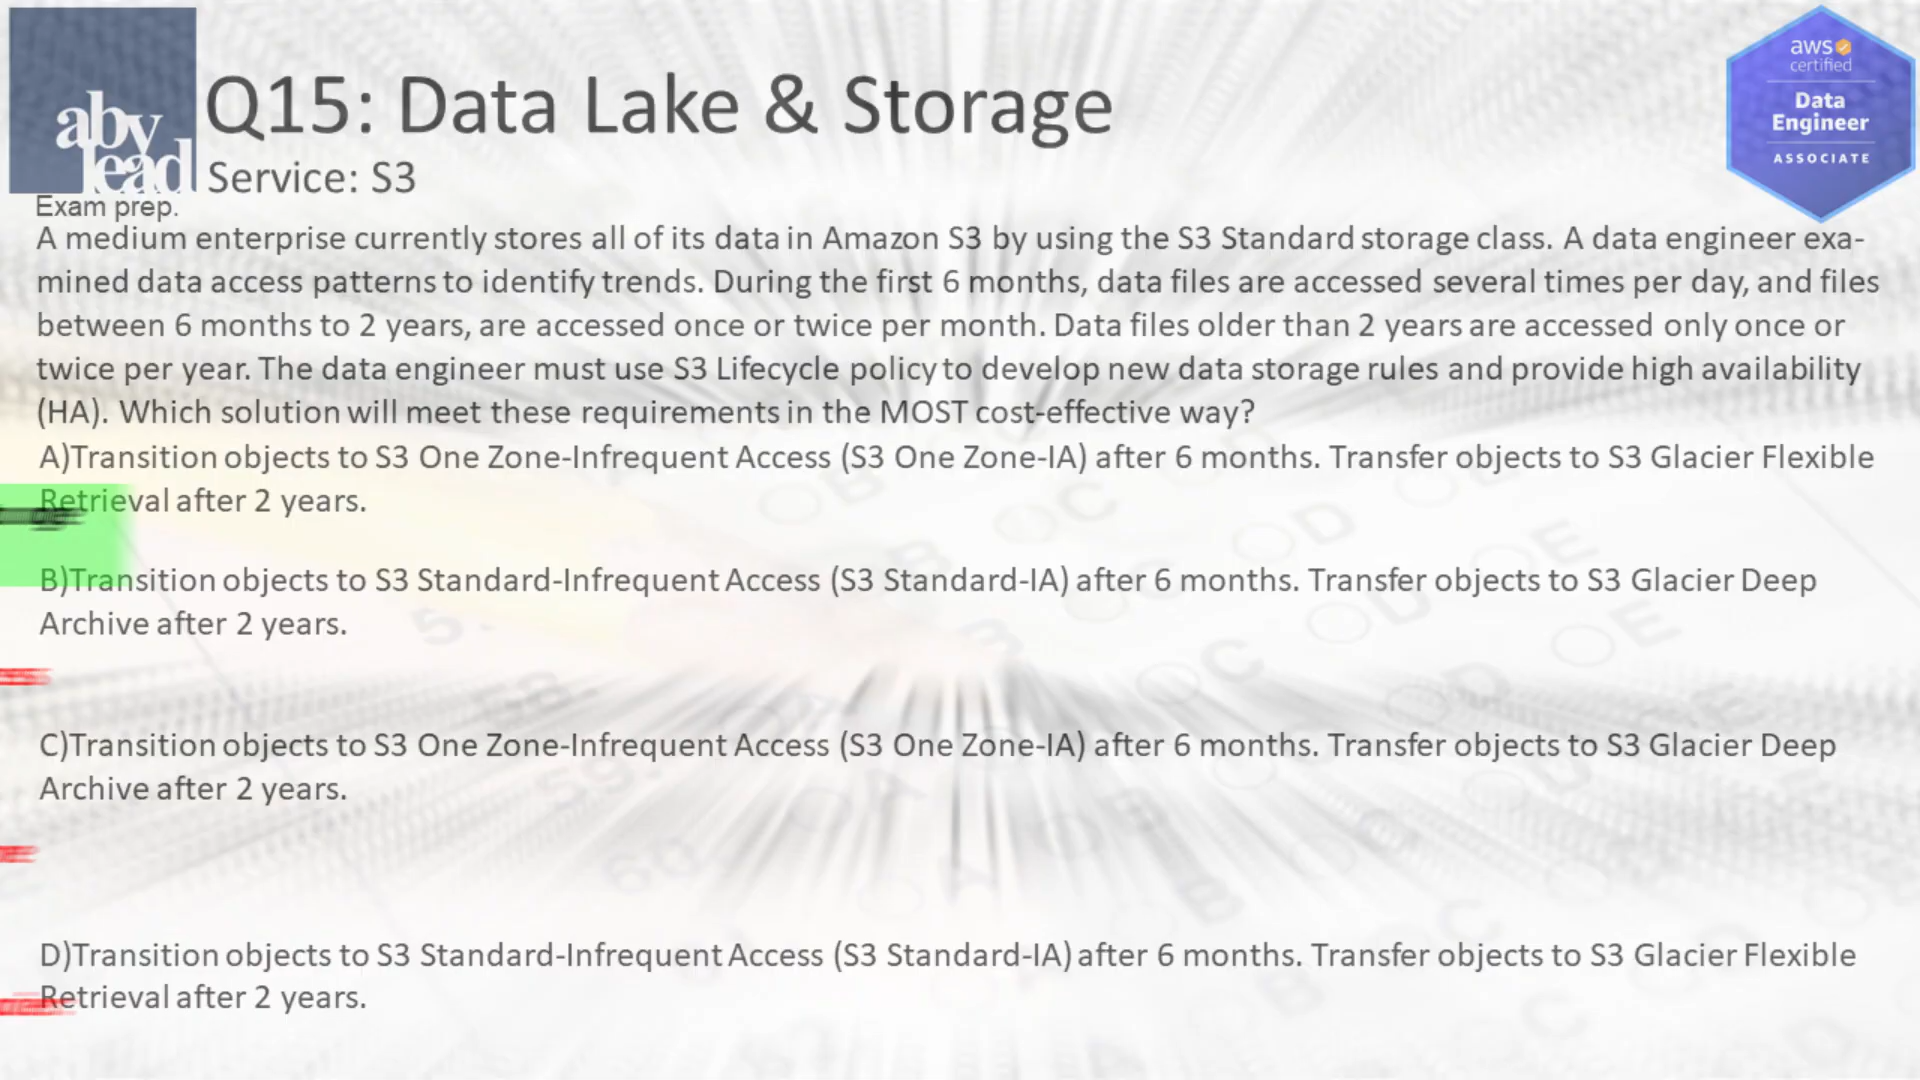 aby
lead
Exam prep.
Q15: Data Lake & Storage
Service: S3
aws
certified
Data
Engineer
ASSOCIATE
A medium enterprise currently stores all of its data in Amazon S3 by using the S3 Standard storage class. A data engineer exa-
mined data access patterns to identify trends. During the first 6 months, data files are accessed several times per day, and files
between 6 months to 2 years, are accessed once or twice per month. Data files older than 2 years are accessed only once or
twice per year. The data engineer must use S3 Lifecycle policy to develop new data storage rules and provide high availability
(HA). Which solution will meet these requirements in the MOST cost-effective way?
A)Transition objects to S3 One Zone-Infrequent Access (S3 One Zone-IA) after 6 months. Transfer objects to S3 Glacier Flexible
Retrieval after 2 years.
B)Transition objects to S3 Standard-Infrequent Access (S3 Standard-IA) after 6 months. Transfer objects to S3 Glacier Deep
Archive after 2 years.
C)Transition objects to S3 One Zone-Infrequent Access (S3 One Zone-IA) after 6 months. Transfer objects to S3 Glacier Deep
Archive after 2 years.
D)Transition objects to S3 Standard-Infrequent Access (S3 Standard-IA) after 6 months. Transfer objects to S3 Glacier Flexible
Retrieval after 2 years.